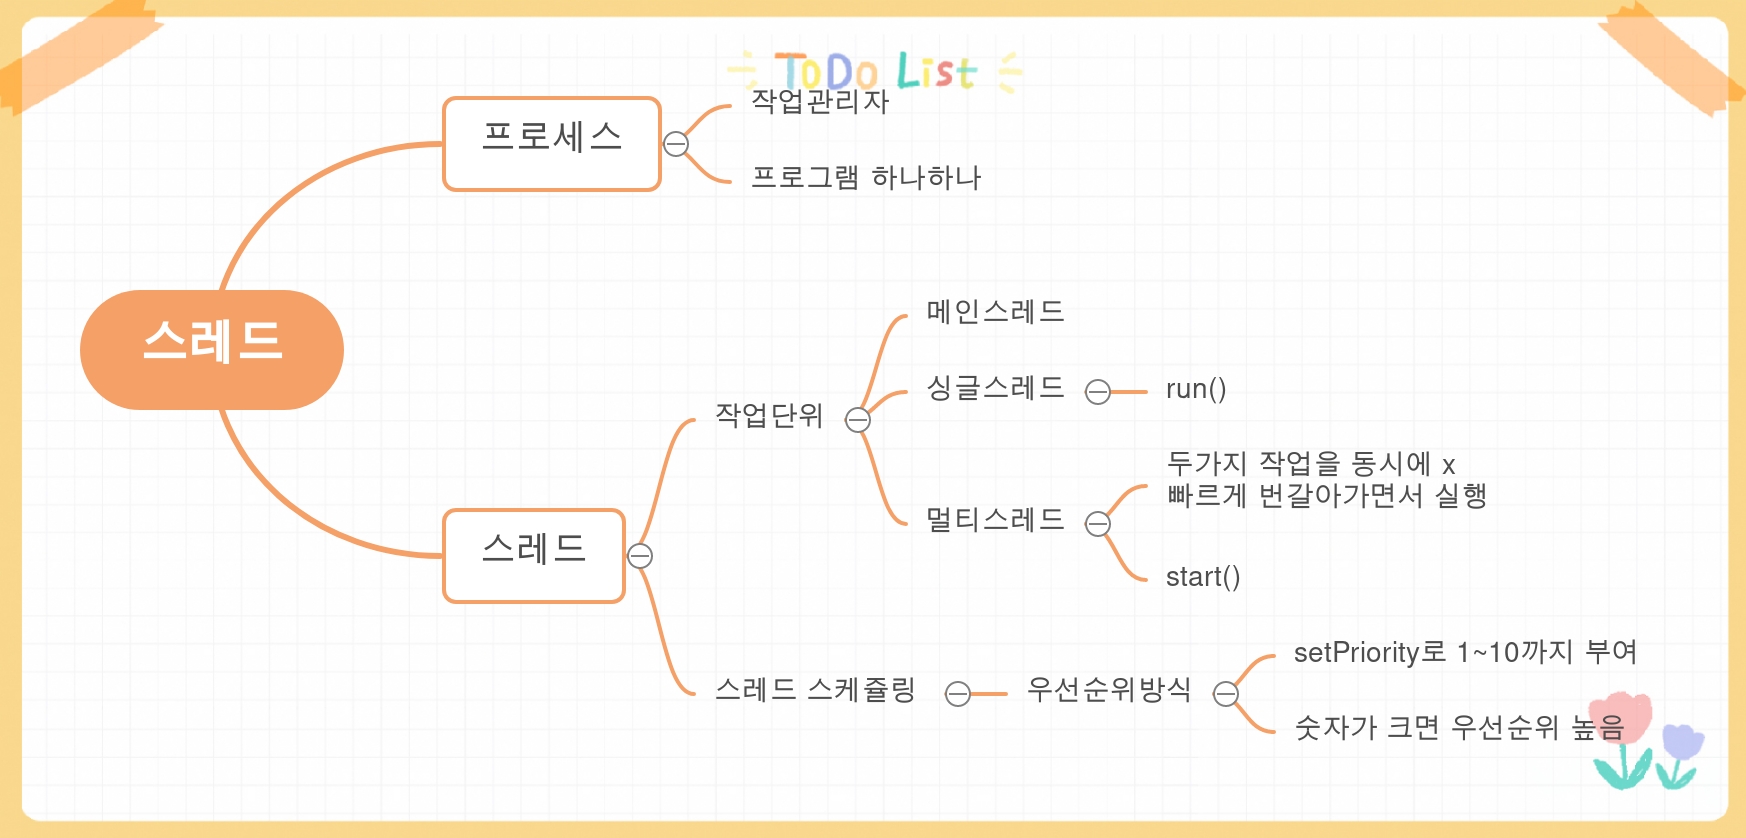 ToDo List
스레드
프로세스
작업관리자
프로그램 하나하나
스레드
작업단위
메인스레드
싱글스레드
run()
멀티스레드
두가지 작업을 동시에 x
빠르게 번갈아가면서 실행
start()
스레드 스케쥴링
우선순위방식
setPriority로 1~10까지 부여
숫자가 크면 우선순위 높음